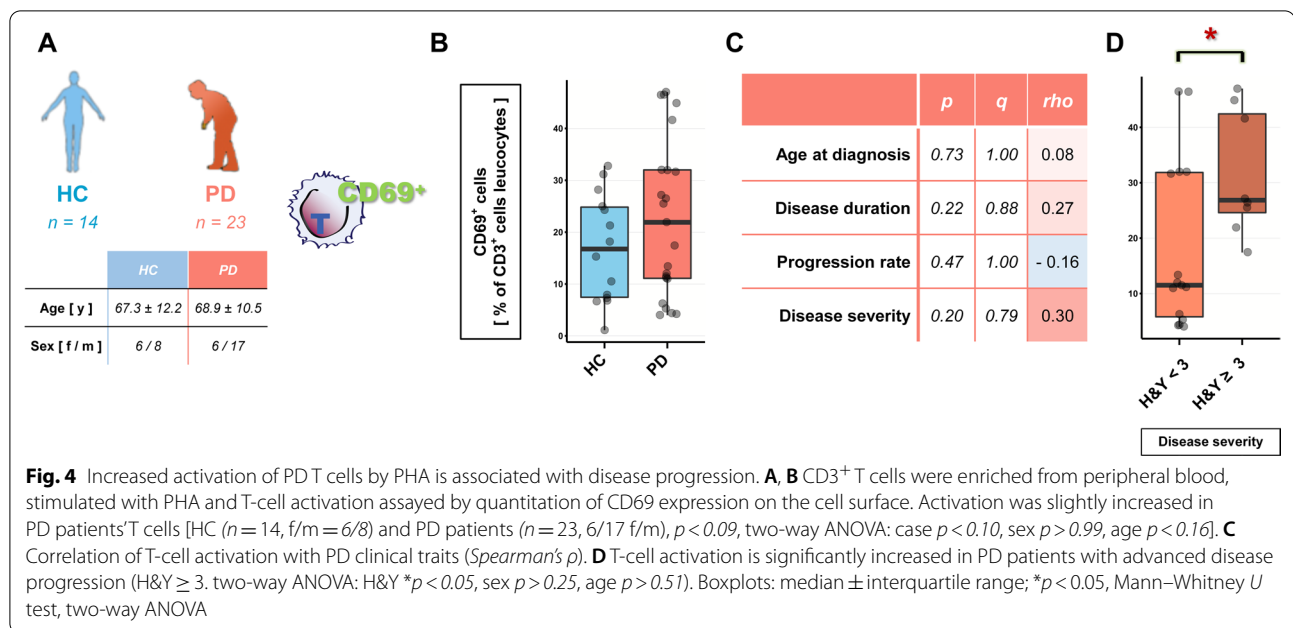 A
HC
n = 14
PD
n = 23
T
CD69+
HC PD
Age [ y ] 67.3 ± 12.2 68.9 ± 10.5
Sex [ f / m ] 6 / 8 6 / 17
B
CD69+ cells
[ % of CD3+ cells leucocytes ]
40
30
20
10
0
HC PD
C
p q rho
Age at diagnosis 0.73 1.00 0.08
Disease duration 0.22 0.88 0.27
Progression rate 0.47 1.00 - 0.16
Disease severity 0.20 0.79 0.30
D
*
40
30
20
10
H&Y < 3 H&Y ≥ 3
Disease severity
Fig. 4 Increased activation of PD T cells by PHA is associated with disease progression. A, B CD3+ T cells were enriched from peripheral blood,
stimulated with PHA and T-cell activation assayed by quantitation of CD69 expression on the cell surface. Activation was slightly increased in
PD patients' T cells [HC (n = 14, f/m = 6/8) and PD patients (n = 23, 6/17 f/m), p < 0.09, two-way ANOVA: case p < 0.10, sex p > 0.99, age p < 0.16]. C
Correlation of T-cell activation with PD clinical traits (Spearman's ρ). D T-cell activation is significantly increased in PD patients with advanced disease
progression (H&Y ≥ 3. two-way ANOVA: H&Y *p < 0.05, sex p > 0.25, age p > 0.51). Boxplots: median ± interquartile range; *p < 0.05, Mann–Whitney U
test, two-way ANOVA